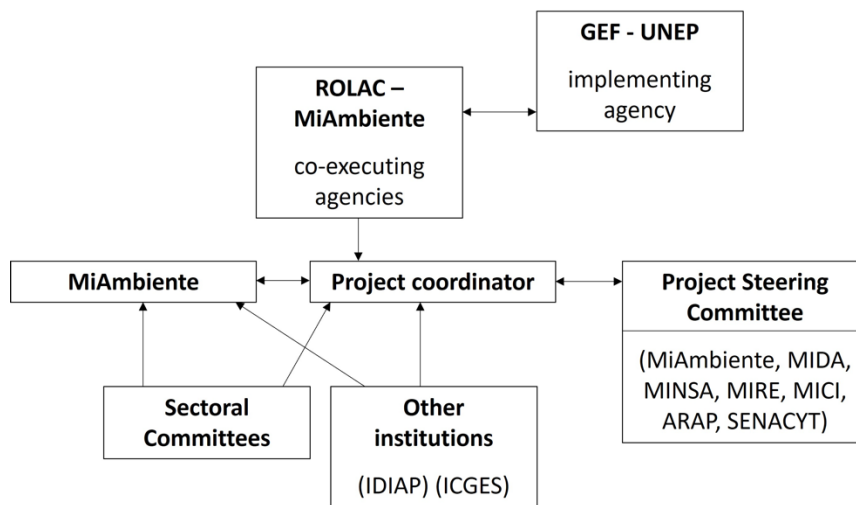 GEF - UNEP
implementing
agency
ROLAC –
MiAmbiente
co-executing
agencies
MiAmbiente
Project coordinator
Project Steering
Committee
(MiAmbiente, MIDA,
MINSA, MIRE, MICI,
ARAP, SENACYT)
Sectoral
Committees
Other
institutions
(IDIAP) (ICGES)